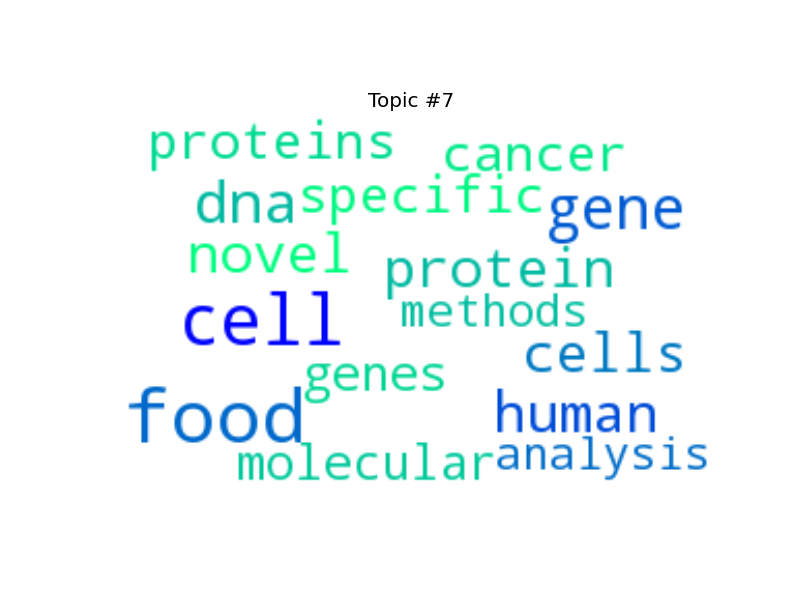 Topic #7
proteins cancer
dna specific gene
novel protein
cell methods
cells
genes
food human
molecular analysis